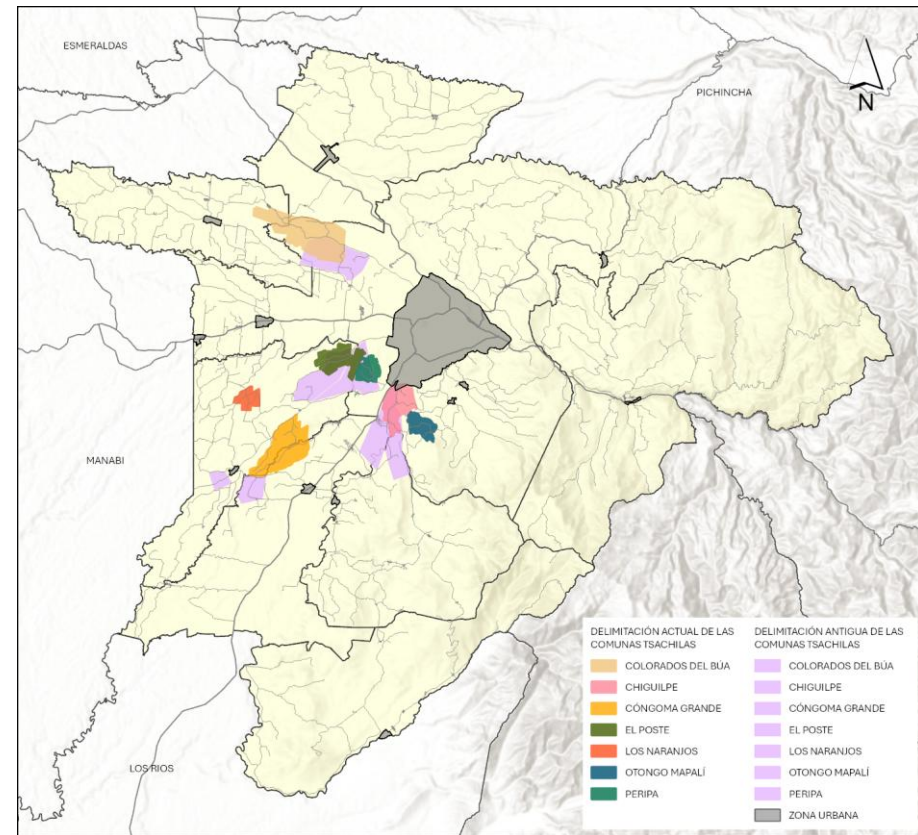 ESMERALDAS
PICHINCHA
N
MANABI
LOS RIOS
DELIMITACIÓN ACTUAL DE LAS
COMUNAS TSACHILAS
COLORADOS DEL BÚA
CHIGUILPE
CÓNGOMA GRANDE
EL POSTE
LOS NARANJOS
OTONGO MAPALÍ
PERIPA
DELIMITACIÓN ANTIGUA DE LAS
COMUNAS TSACHILAS
COLORADOS DEL BÚA
CHIGUILPE
CÓNGOMA GRANDE
EL POSTE
LOS NARANJOS
OTONGO MAPALÍ
PERIPA
ZONA URBANA